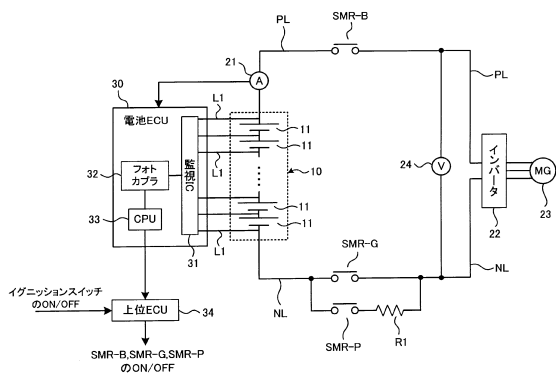 SMR-B
PL
21
A
30
L1
電池ECU
11
PL
11
32
フォト
カプラ
監視IC
L1
10
24
V
インバータ
MG
33
CPU
11
11
22
23
31
L1
SMR-G
NL
NL
イグニッションスイッチ
のON/OFF
上位ECU
34
SMR-P
R1
SMR-B,SMR-G,SMR-P
のON/OFF